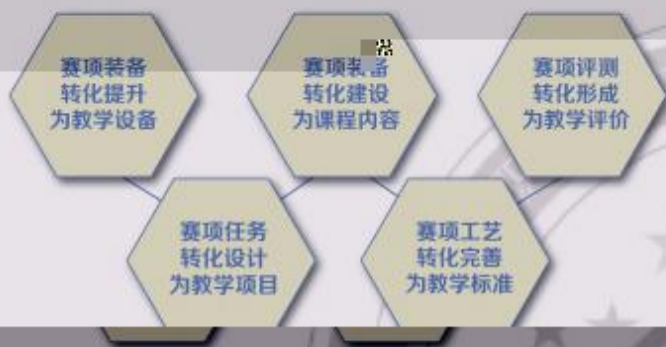 赛项装备
转化提升
为教学设备
赛项装备
转化建设
为课程内容
赛项评测
转化形成
为教学评价
赛项任务
转化设计
为教学项目
赛项工艺
转化完善
为教学标准